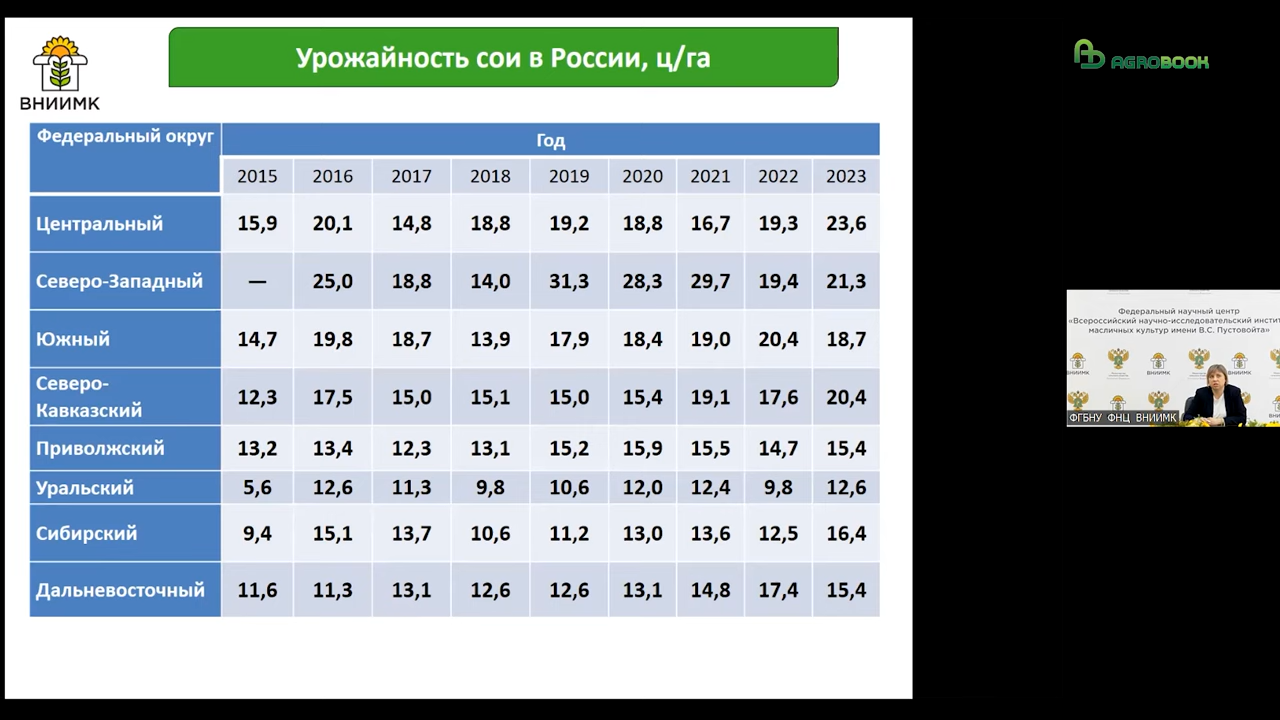 Урожайность сои в России, ц/га
ВНИИМК
AGROBOOK
Федеральный округ Год
2015 2016 2017 2018 2019 2020 2021 2022 2023
Центральный 15,9 20,1 14,8 18,8 19,2 18,8 16,7 19,3 23,6
Северо-Западный — 25,0 18,8 14,0 31,3 28,3 29,7 19,4 21,3
Южный 14,7 19,8 18,7 13,9 17,9 18,4 19,0 20,4 18,7
Северо-
Кавказский 12,3 17,5 15,0 15,1 15,0 15,4 19,1 17,6 20,4
Приволжский 13,2 13,4 12,3 13,1 15,2 15,9 15,5 14,7 15,4
Уральский 5,6 12,6 11,3 9,8 10,6 12,0 12,4 9,8 12,6
Сибирский 9,4 15,1 13,7 10,6 11,2 13,0 13,6 12,5 16,4
Дальневосточный 11,6 11,3 13,1 12,6 12,6 13,1 14,8 17,4 15,4
Федеральный научный центр
«Всероссийский научно-исследовательский инсти
масличных культур имени В.С. Пустовойта»
ВНИИМК ВНИИМК
ФГБНУ ФНЦ ВНИИМК